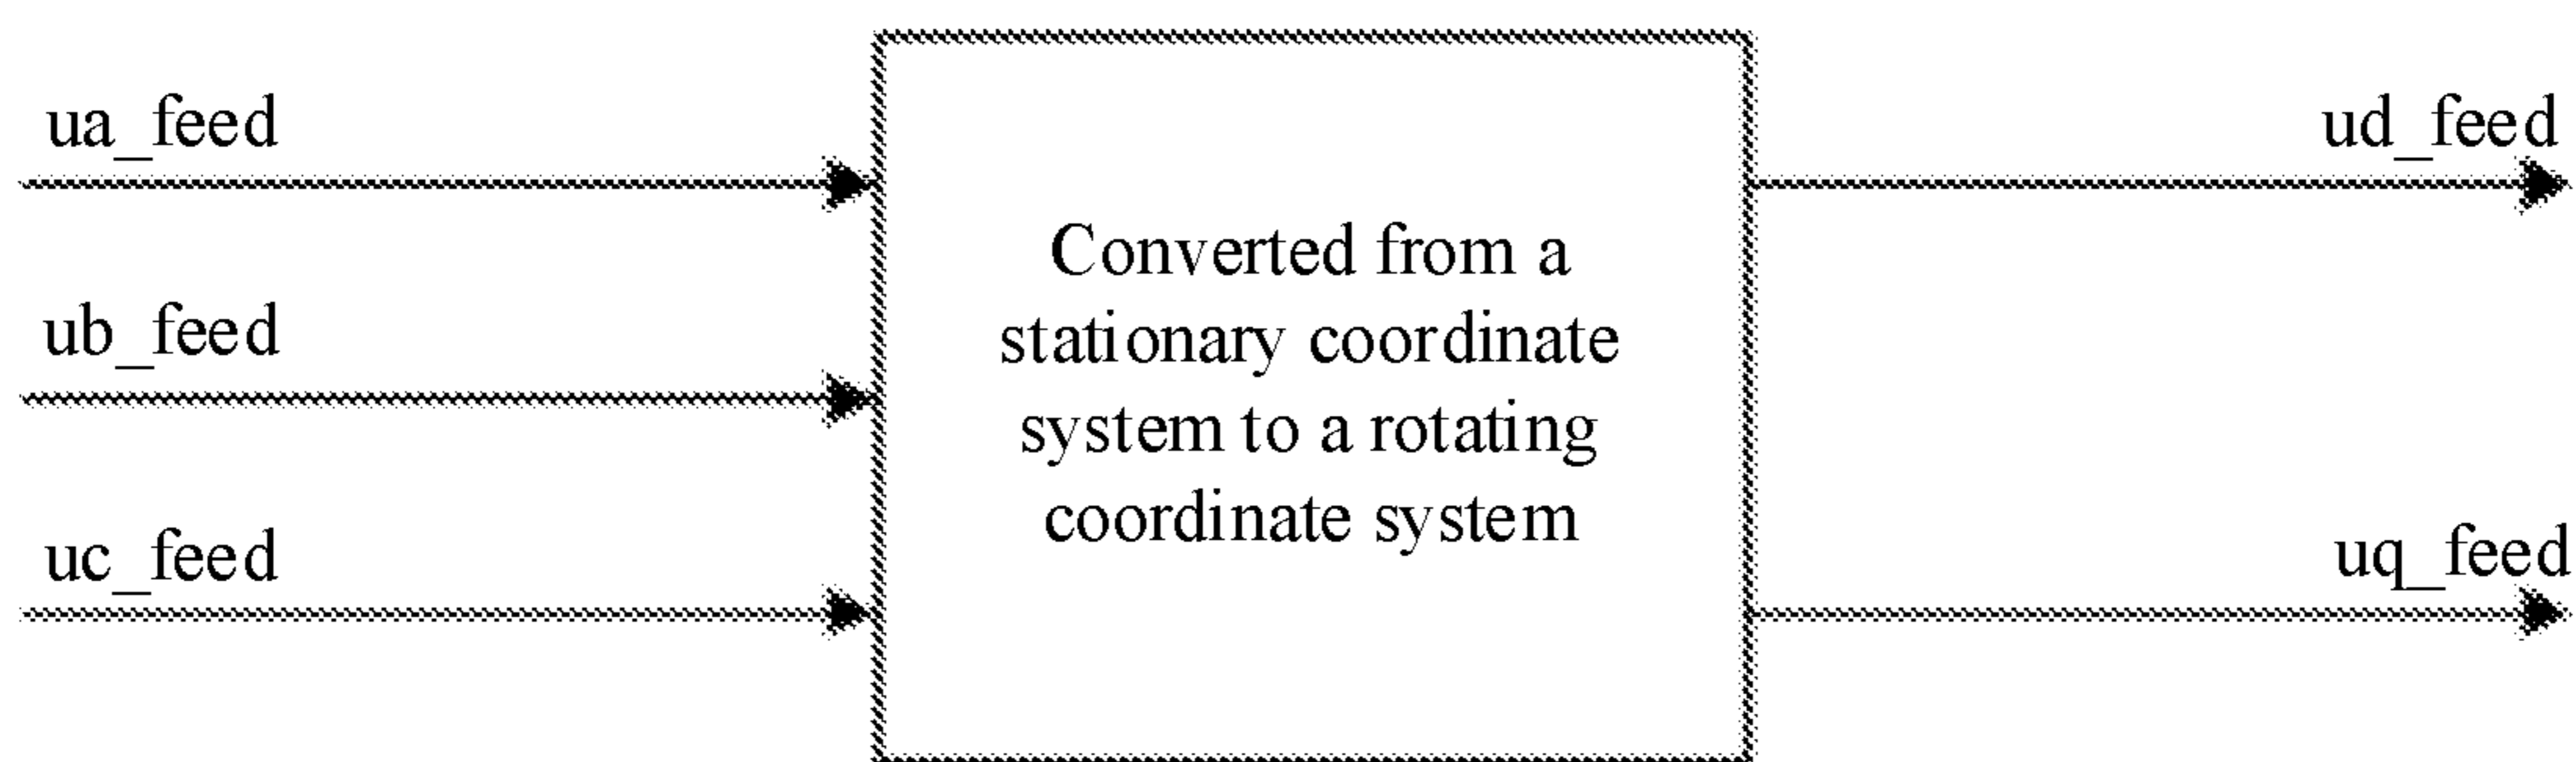 ua_feed
ub_feed
uc_feed
Converted from a
stationary coordinate
system to a rotating
coordinate system
ud_feed
uq_feed